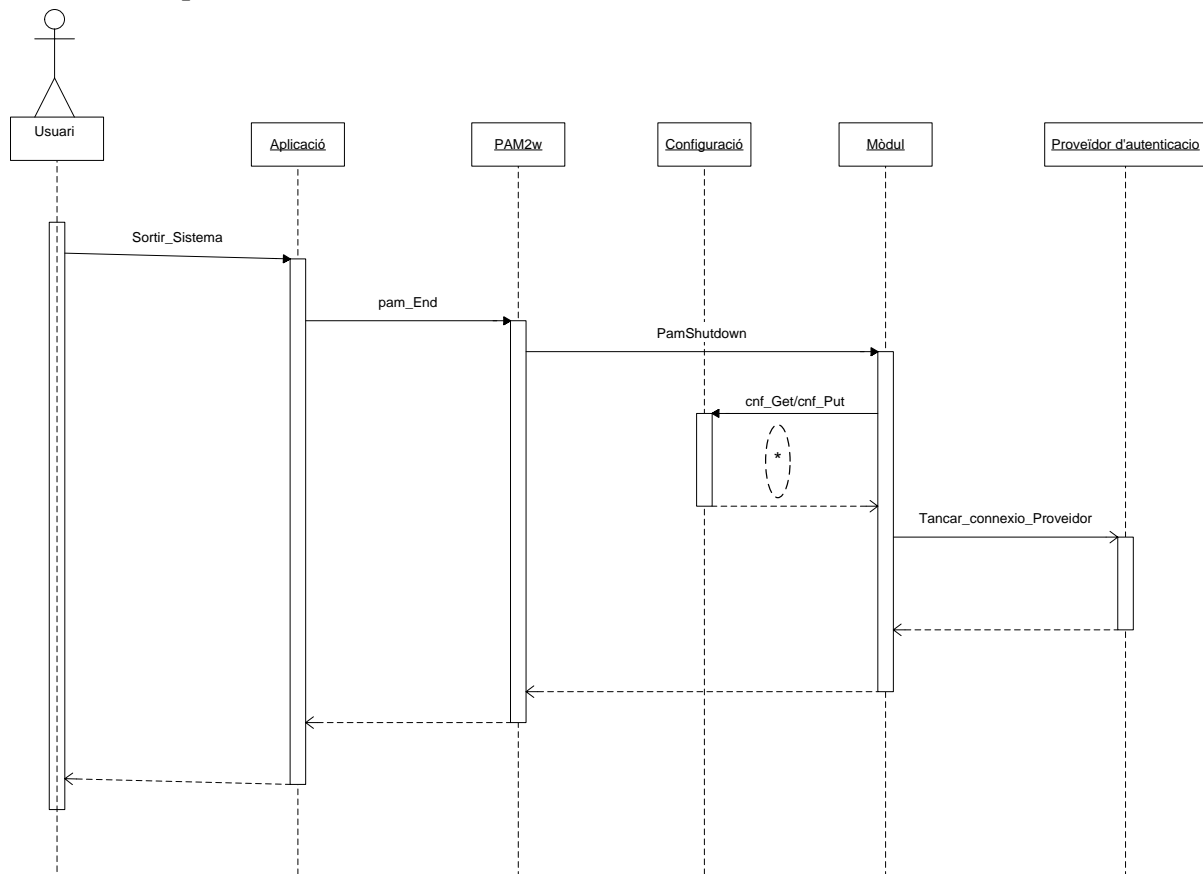 Usuari
Aplicació
PAM2w
Configuració
Mòdul
Proveïdor d'autenticacio
Sortir_Sistema
pam_End
PamShutdown
cnf_Get/cnf_Put
*
Tancar_connexio_Proveidor